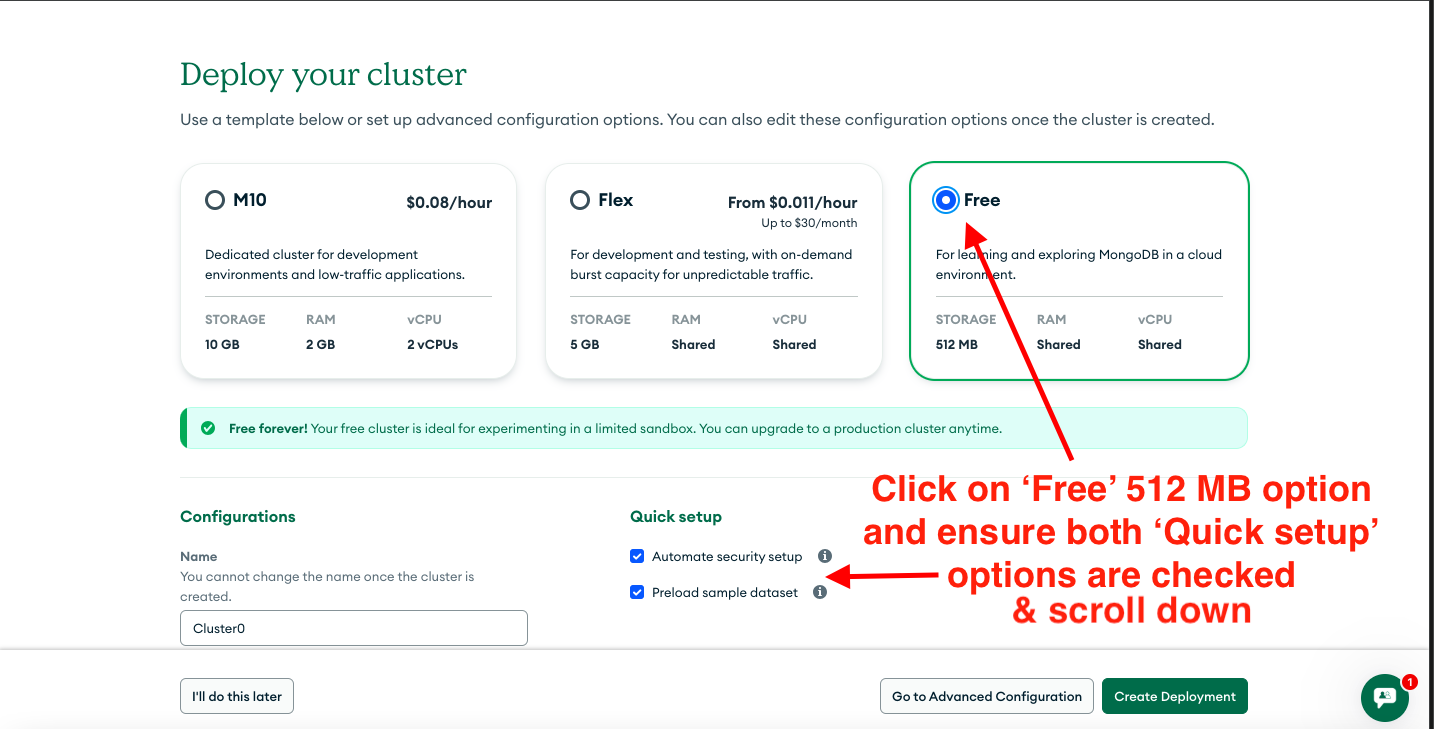 Deploy your cluster
Use a template below or set up advanced configuration options. You can also edit these configuration options once the cluster is created.
M10
$0.08/hour
Dedicated cluster for development
environments and low-traffic applications.
STORAGE RAM vCPU
10 GB 2 GB 2 vCPUs
Flex
From $0.011/hour
Up to $30/month
For development and testing, with on-demand
burst capacity for unpredictable traffic.
STORAGE RAM vCPU
5 GB Shared Shared
Free
For learning and exploring MongoDB in a cloud
environment.
STORAGE RAM vCPU
512 MB Shared Shared
Free forever! Your free cluster is ideal for experimenting in a limited sandbox. You can upgrade to a production cluster anytime.
Click on ‘Free’ 512 MB option
and ensure both ‘Quick setup’
options are checked
& scroll down
Configurations
Name
You cannot change the name once the cluster is
created.
Cluster0
Quick setup
Automate security setup
Preload sample dataset
I'll do this later
Go to Advanced Configuration
Create Deployment
1